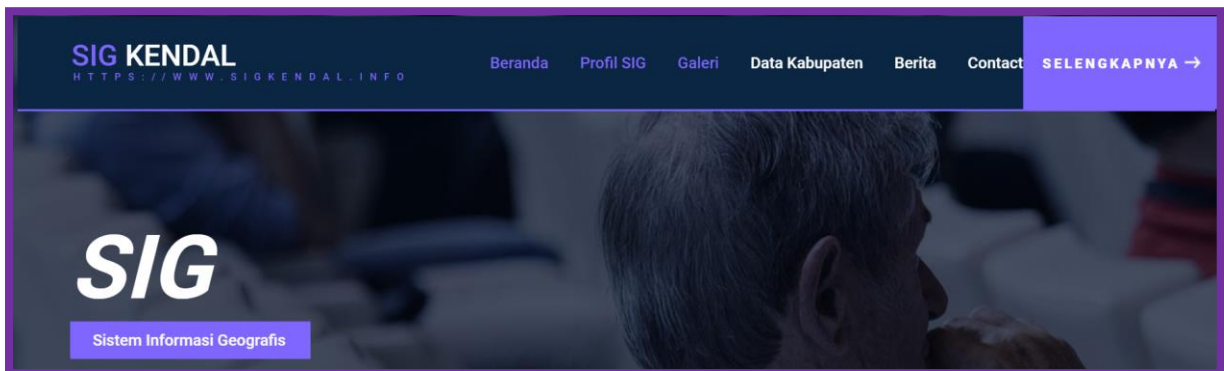 SIG KENDAL
HTTPS://WWW.SIGKENDAL.INFO
Beranda Profil SIG Galeri Data Kabupaten Berita Contact SELENGKAPNYA →
SIG
Sistem Informasi Geografis